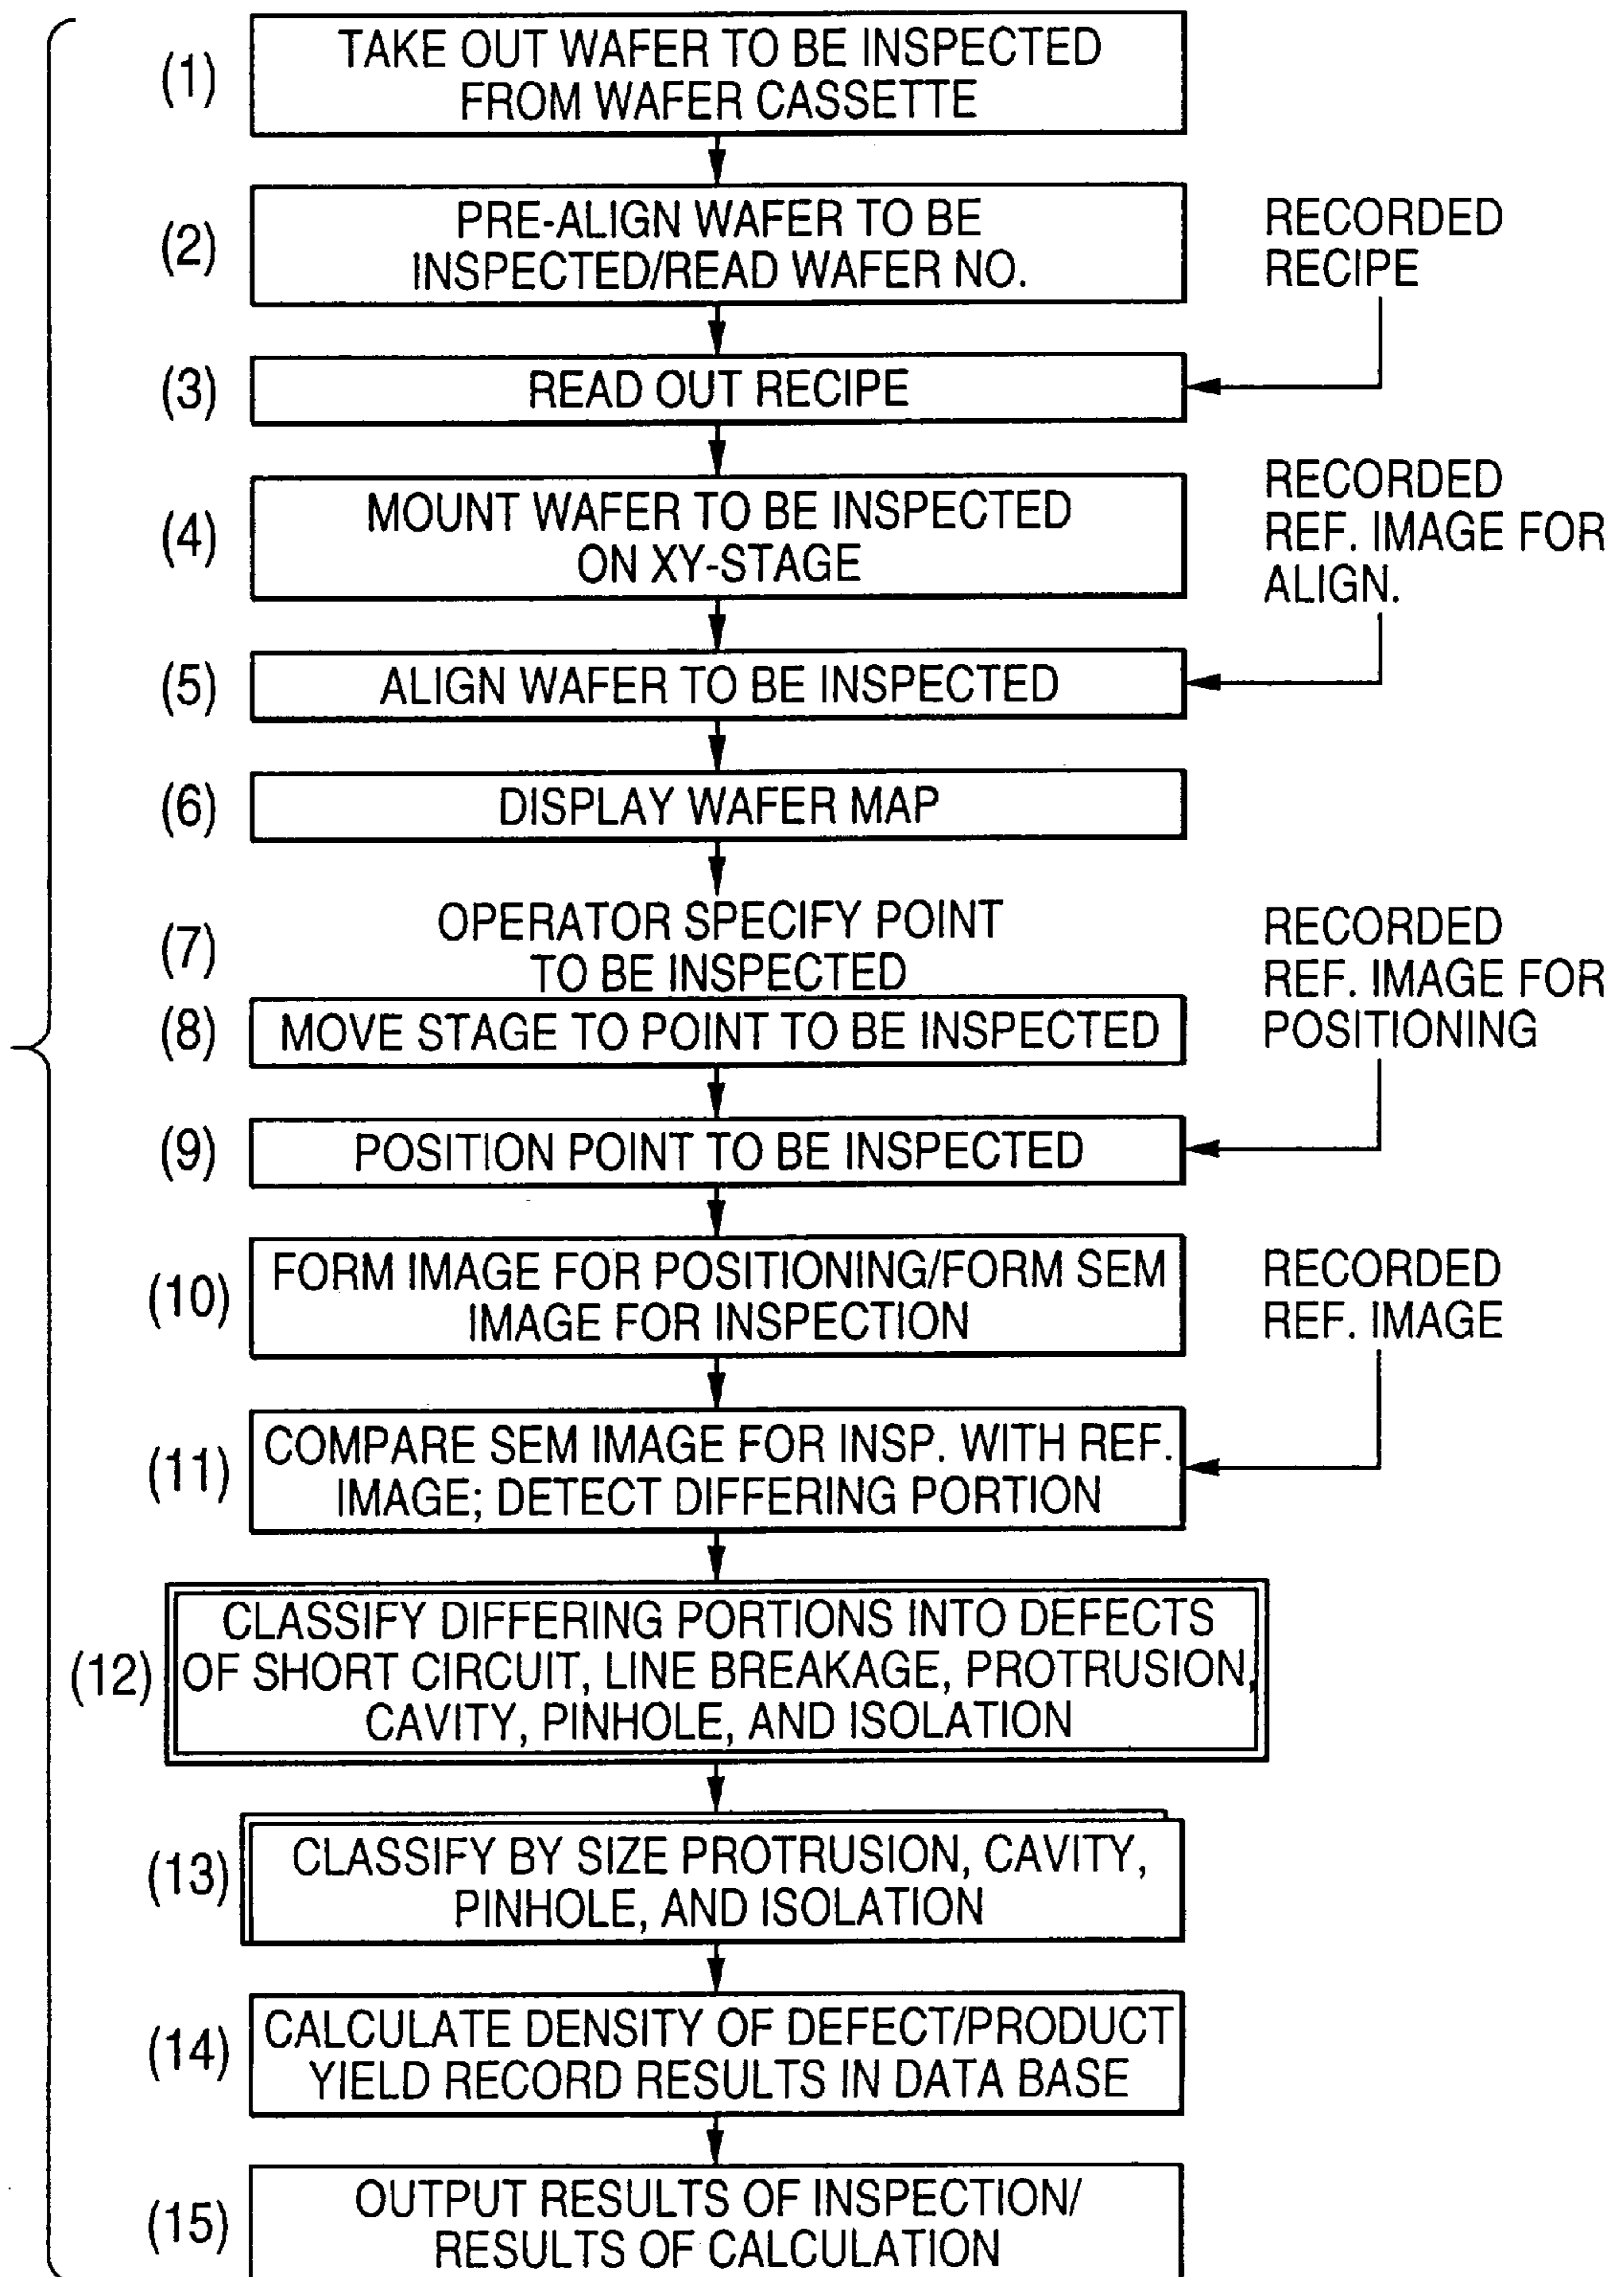 (1)
TAKE OUT WAFER TO BE INSPECTED
FROM WAFER CASSETTE
(2)
PRE-ALIGN WAFER TO BE
INSPECTED/READ WAFER NO.
RECORDED
RECIPE
(3)
READ OUT RECIPE
(4)
MOUNT WAFER TO BE INSPECTED
ON XY-STAGE
RECORDED
REF. IMAGE FOR
ALIGN.
(5)
ALIGN WAFER TO BE INSPECTED
(6)
DISPLAY WAFER MAP
(7)
OPERATOR SPECIFY POINT
TO BE INSPECTED
RECORDED
REF. IMAGE FOR
POSITIONING
(8)
MOVE STAGE TO POINT TO BE INSPECTED
(9)
POSITION POINT TO BE INSPECTED
(10)
FORM IMAGE FOR POSITIONING/FORM SEM
IMAGE FOR INSPECTION
RECORDED
REF. IMAGE
(11)
COMPARE SEM IMAGE FOR INSP. WITH REF.
IMAGE; DETECT DIFFERING PORTION
(12)
CLASSIFY DIFFERING PORTIONS INTO DEFECTS
OF SHORT CIRCUIT, LINE BREAKAGE, PROTRUSION,
CAVITY, PINHOLE, AND ISOLATION
(13)
CLASSIFY BY SIZE PROTRUSION, CAVITY,
PINHOLE, AND ISOLATION
(14)
CALCULATE DENSITY OF DEFECT/PRODUCT
YIELD RECORD RESULTS IN DATA BASE
(15)
OUTPUT RESULTS OF INSPECTION/
RESULTS OF CALCULATION